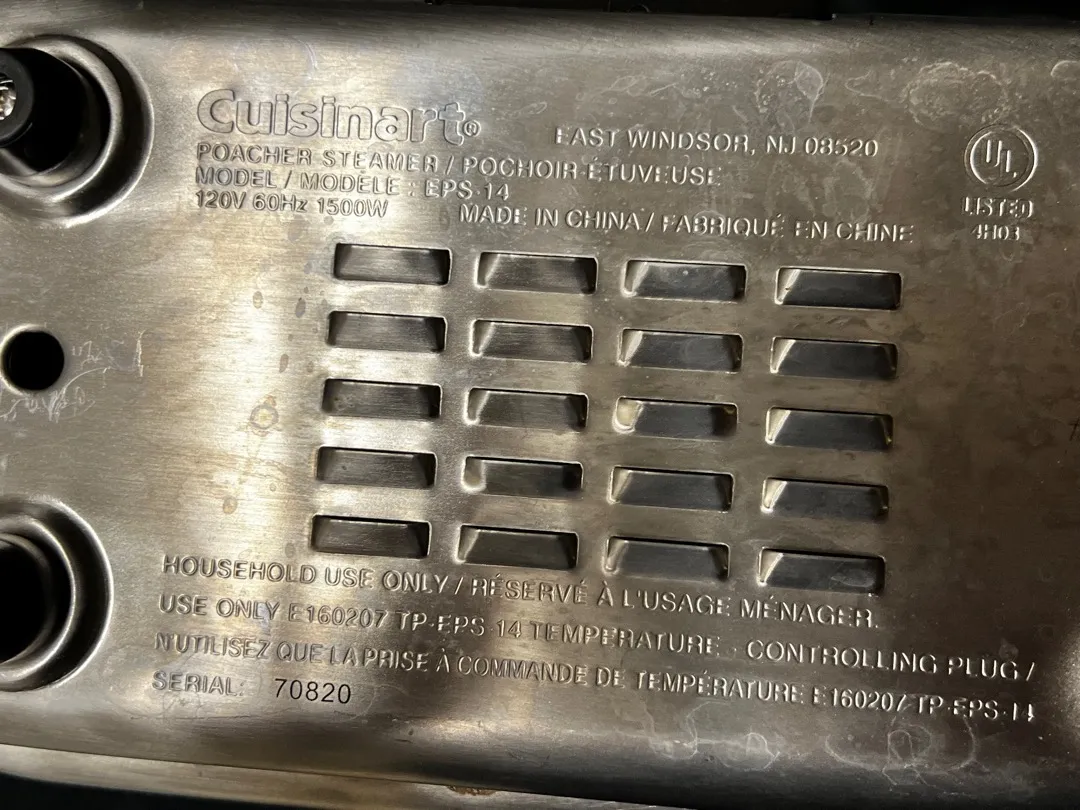 Cuisinart®
EAST WINDSOR, NJ 08520
POACHER STEAMER / POCHOIR-ÉTUVEUSE
MODEL / MODELE : EPS-14
120V 60Hz 1500W
MADE IN CHINA / FABRIQUÉ EN CHINE
UL
LISTED
4H03
HOUSEHOLD USE ONLY / RÉSERVÉ À L'USAGE MÉNAGER.
USE ONLY E160207 TP-EPS-14 TEMPERATURE - CONTROLLING PLUG /
N'UTILISEZ QUE LA PRISE À COMMANDE DE TEMPÉRATURE E160207 TP-EPS-14
SERIAL: 70820